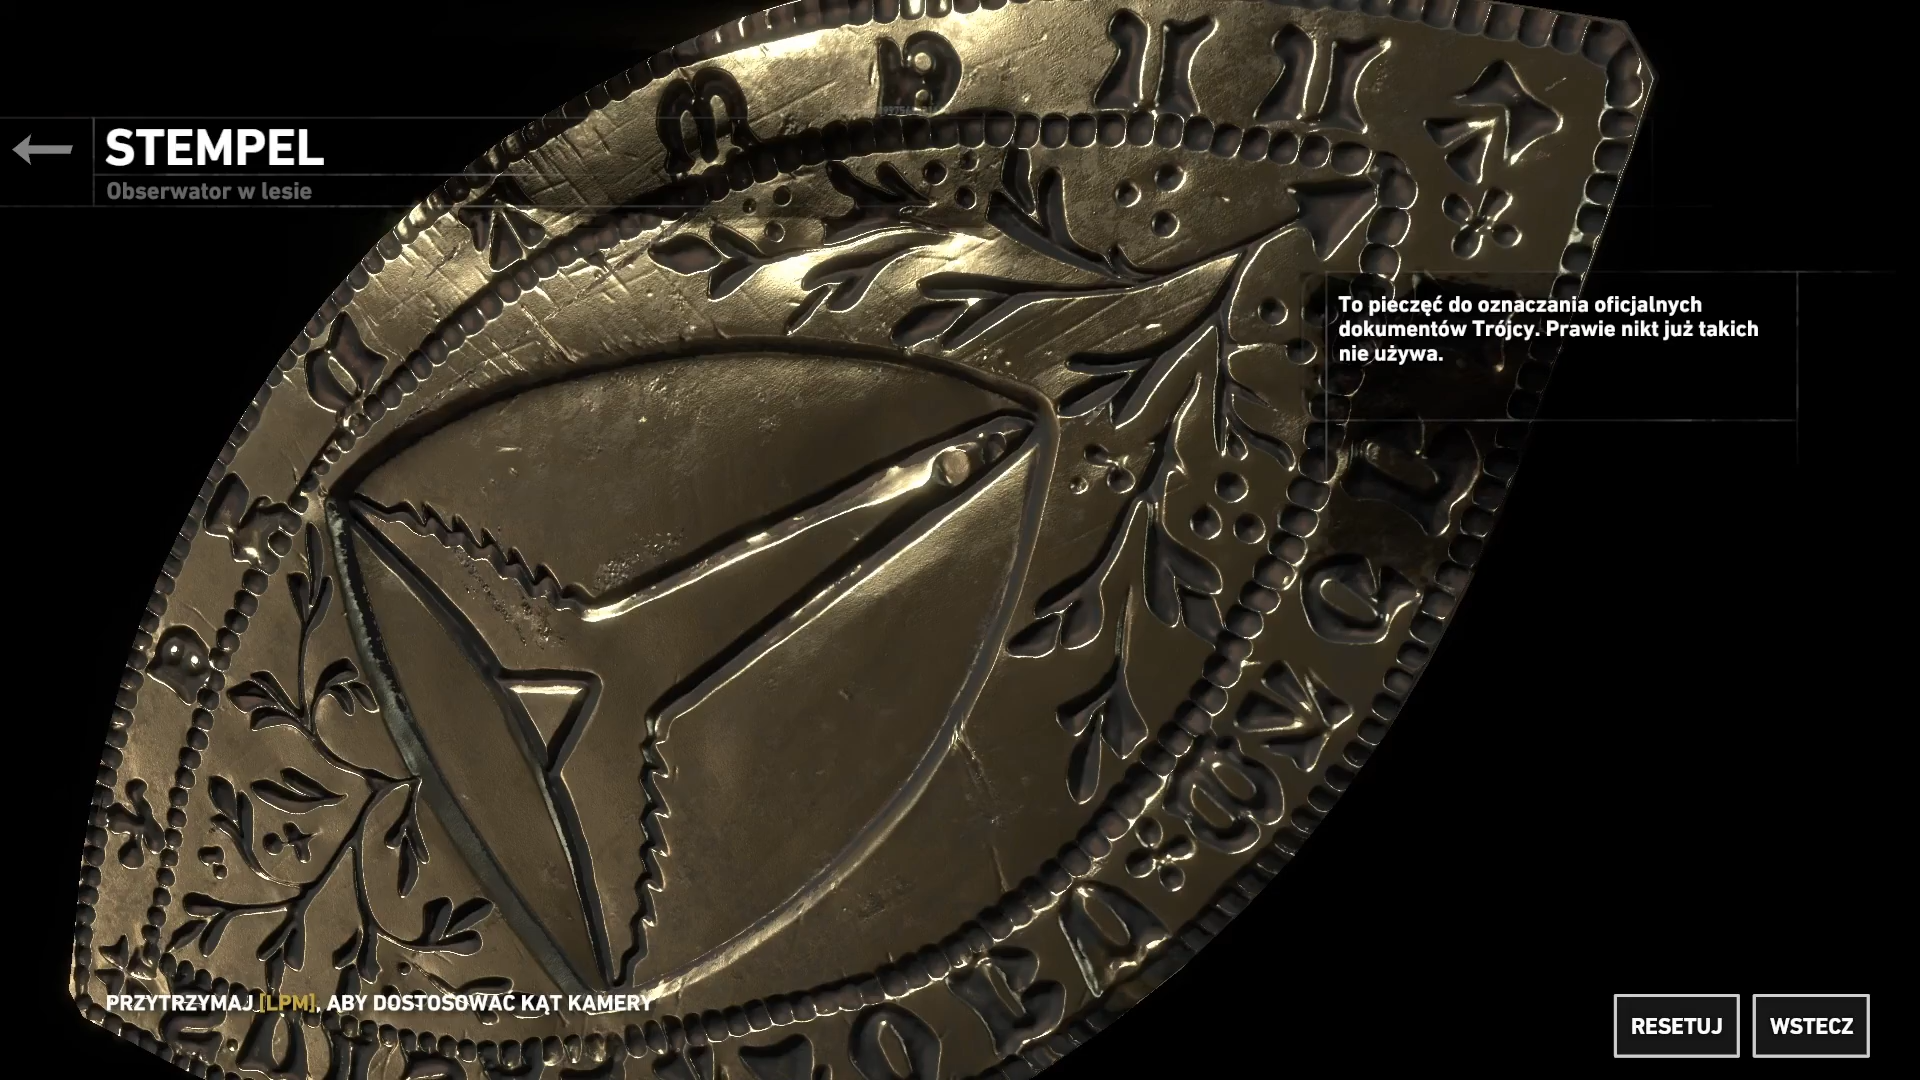 STEMPEL
Obserwator w lesie
To pieczęć do oznaczania oficjalnych
dokumentów Trójcy. Prawie nikt już takich
nie używa.
PRZYTRZYMAJ [LPM], ABY DOSTOSOWAĆ KĄT KAMERY
RESETUJ
WSTECZ